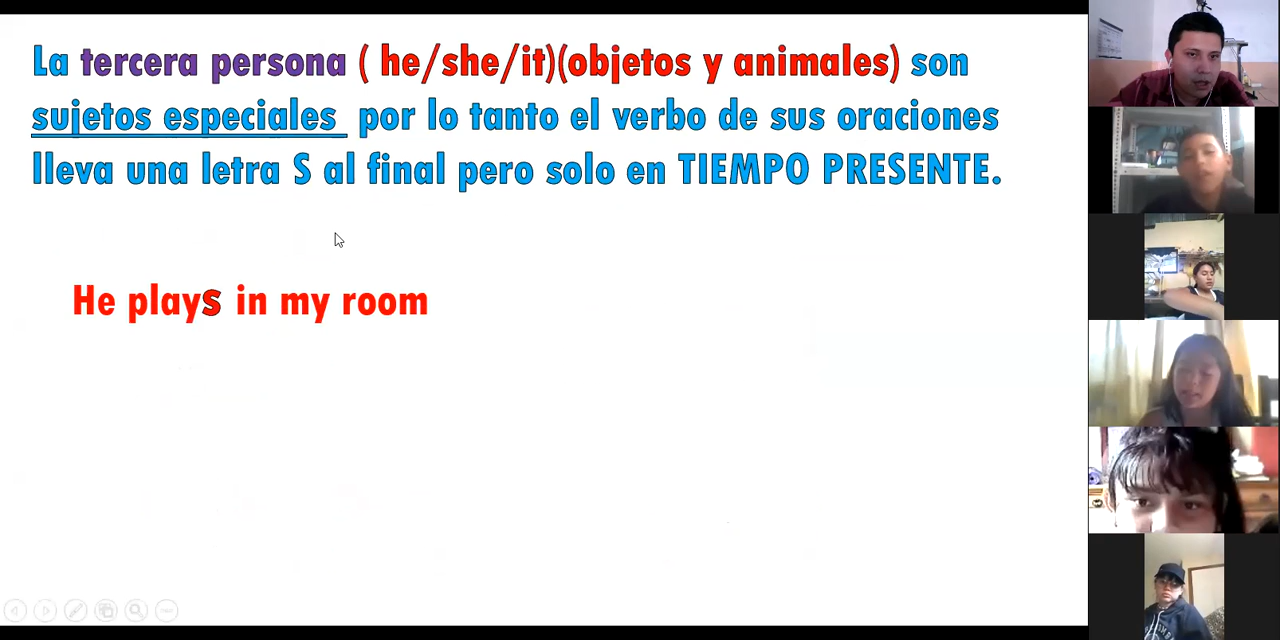 La tercera persona ( he/she/it)(objetos y animales) son
sujetos especiales por lo tanto el verbo de sus oraciones
lleva una letra S al final pero solo en TIEMPO PRESENTE.
He plays in my room